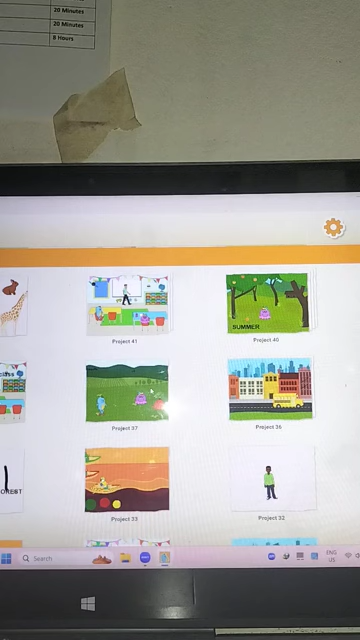 20 Minutes
20 Minutes
8 Hours
Project 41
SUMMER
Project 40
Project 37
Project 36
OREST
Project 33
Project 32
Search
ENG